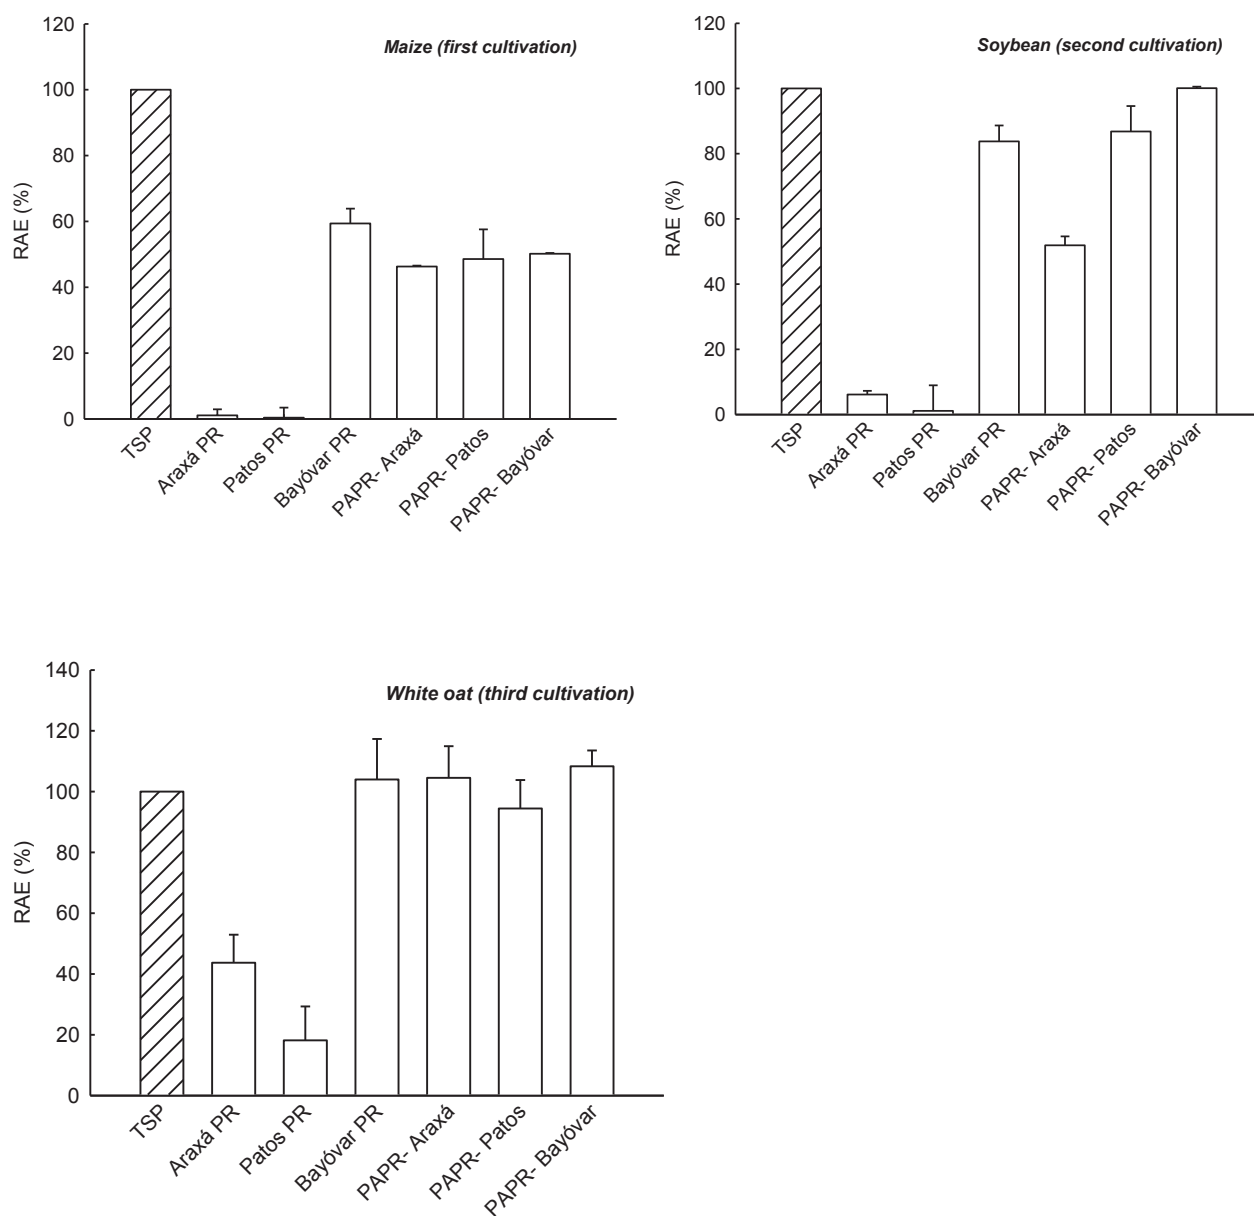 Maize (first cultivation)
RAE (%)
120
100
80
60
40
20
0
TSP
Araxá PR
Patos PR
Bayóvar PR
PAPR- Araxá
PAPR- Patos
PAPR- Bayóvar
Soybean (second cultivation)
RAE (%)
120
100
80
60
40
20
0
TSP
Araxá PR
Patos PR
Bayóvar PR
PAPR- Araxá
PAPR- Patos
PAPR- Bayóvar
White oat (third cultivation)
RAE (%)
140
120
100
80
60
40
20
0
TSP
Araxá PR
Patos PR
Bayóvar PR
PAPR- Araxá
PAPR- Patos
PAPR- Bayóvar